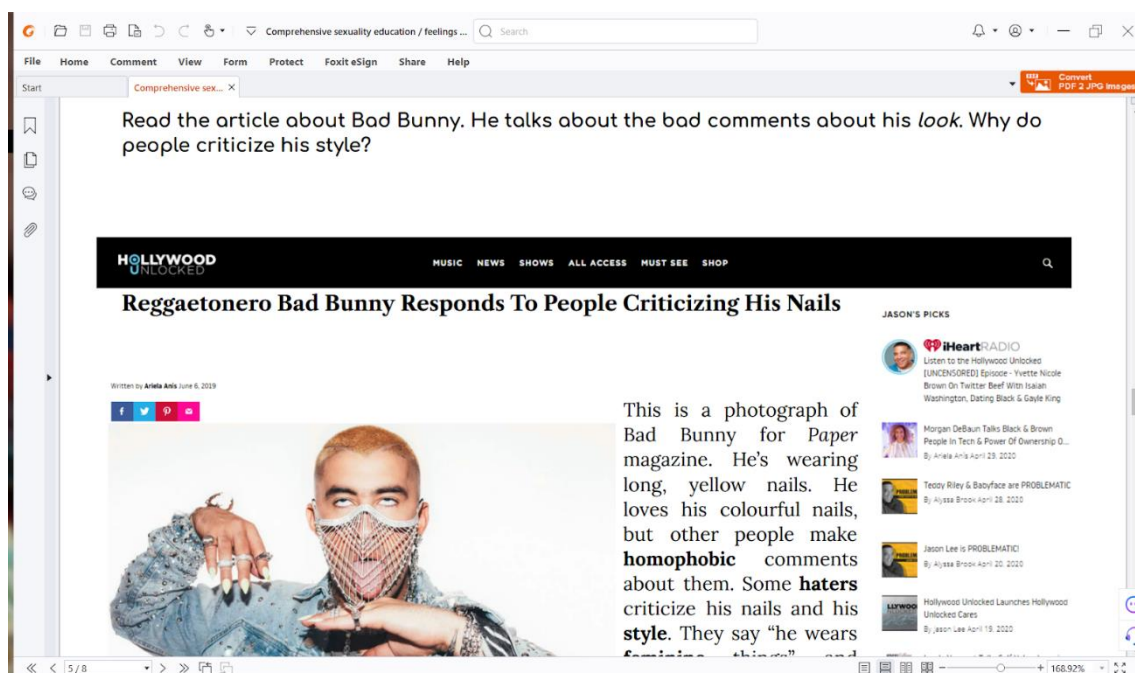 Comprehensive sexuality education / feelings ...
Search
File Home Comment View Form Protect Foxit eSign Share Help
Start
Comprehensive sex...
Convert
PDF 2 JPG Images
Read the article about Bad Bunny. He talks about the bad comments about his look. Why do
people criticize his style?
HOLLYWOOD
UNLOCKED
MUSIC NEWS SHOWS ALL ACCESS MUST SEE SHOP
Reggaetonero Bad Bunny Responds To People Criticizing His Nails
Written by Ariela Anis June 6, 2019
This is a photograph of
Bad Bunny for Paper
magazine. He's wearing
long, yellow nails. He
loves his colourful nails,
but other people make
homophobic comments
about them. Some haters
criticize his nails and his
style. They say "he wears
feminine things" and
JASON'S PICKS
iHeartRADIO
Listen to the Hollywood Unlocked
[UNCENSORED] Episode - Yvette Nicole
Brown On Twitter Beef With Isaiah
Washington, Dating Black & Gayle King
Morgan DeBaun Talks Black & Brown
People In Tech & Power Of Ownership O...
By Ariela Anis April 29, 2020
Teddy Riley & Babyface are PROBLEMATIC
By Alyssa Brook April 28, 2020
Jason Lee is PROBLEMATIC!
By Alyssa Brook April 20, 2020
Hollywood Unlocked Launches Hollywood
Unlocked Cares
By Jason Lee April 19, 2020
5 / 8
168.92%